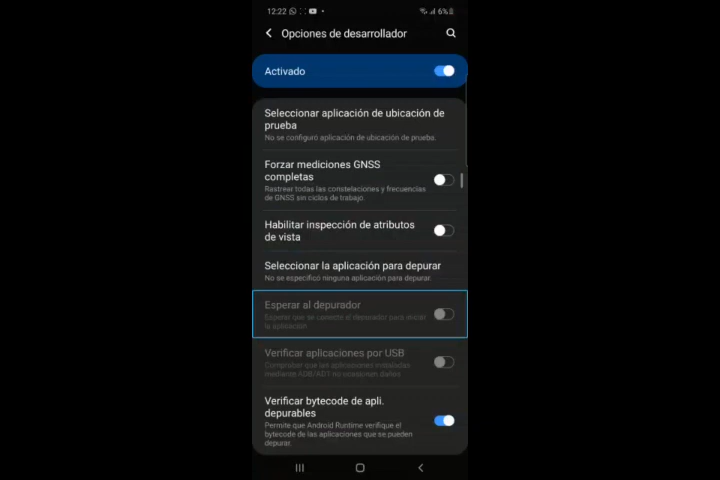 12:22 6%
Opciones de desarrollador
Activado
Seleccionar aplicación de ubicación de
prueba
No se configuró aplicación de ubicación de prueba.
Forzar mediciones GNSS
completas
Rastrear todas las constelaciones y frecuencias
de GNSS sin ciclos de trabajo.
Habilitar inspección de atributos
de vista
Seleccionar la aplicación para depurar
No se especificó ninguna aplicación para depurar.
Esperar al depurador
Esperar que se conecte el depurador para iniciar
la aplicación
Verificar aplicaciones por USB
Comprobar que las aplicaciones instaladas
mediante ADB/ADT no ocasionan daños
Verificar bytecode de apli.
depurables
Permite que Android Runtime verifique el
bytecode de las aplicaciones que se pueden
depurar.